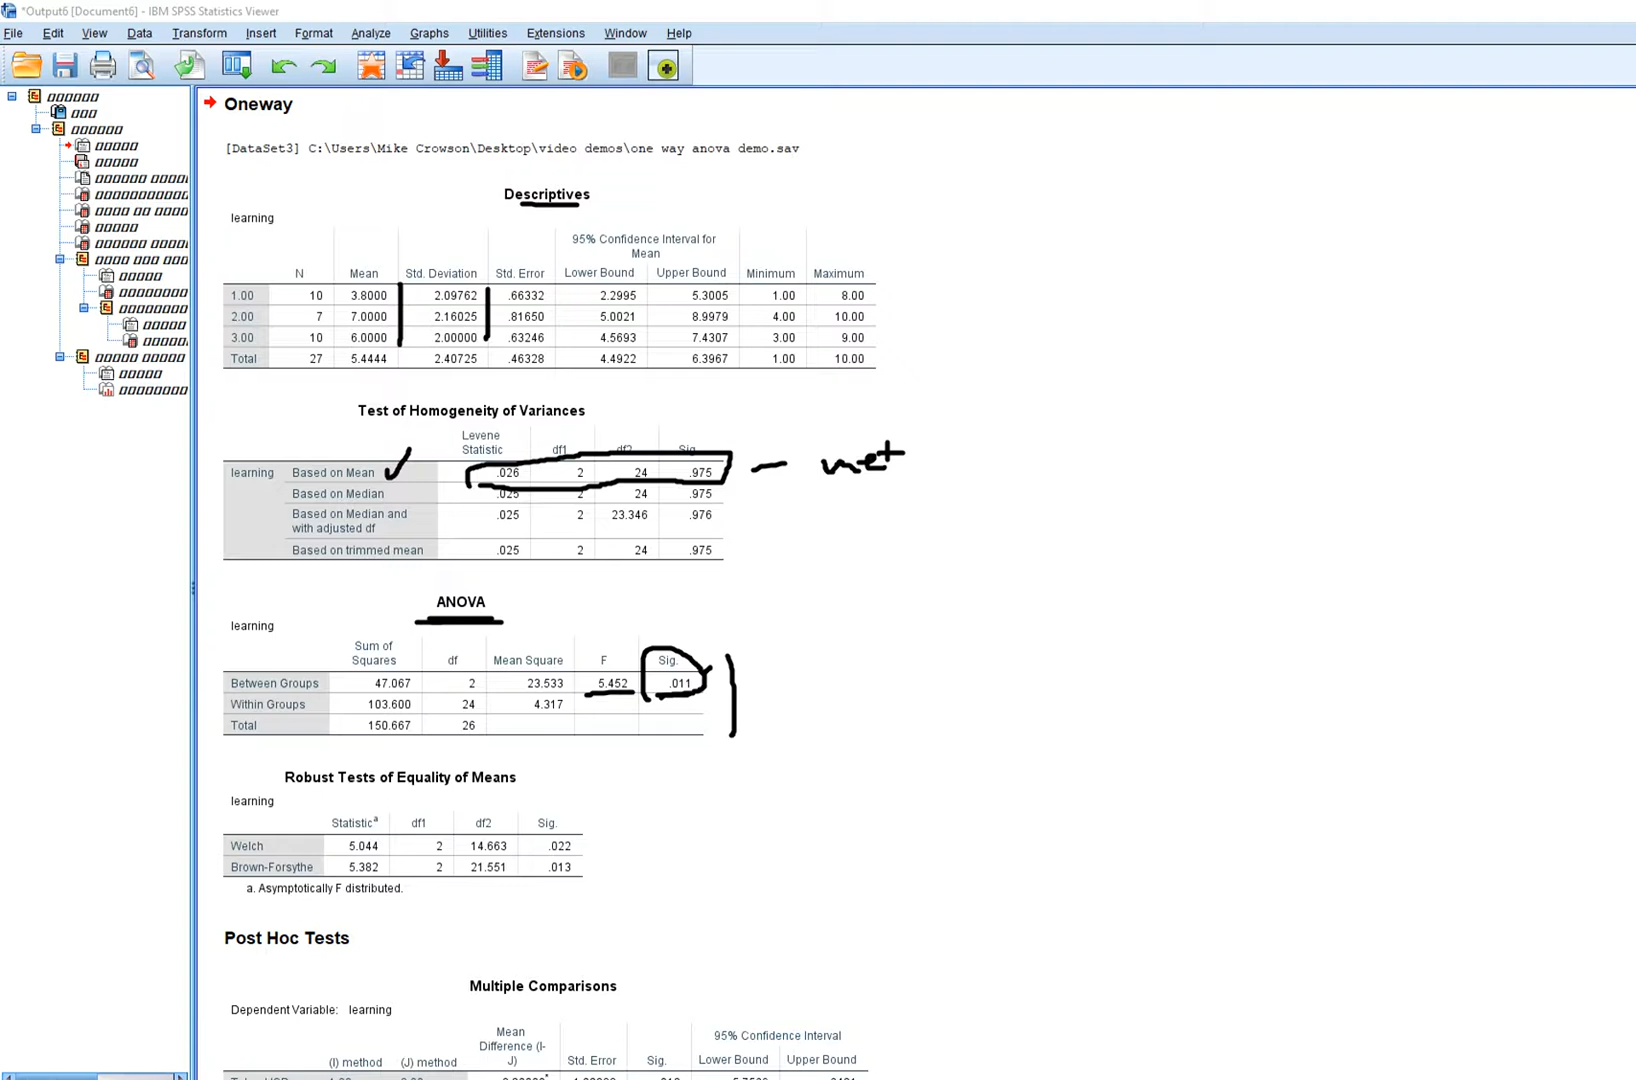 *Output6 [Document6] - IBM SPSS Statistics Viewer
File Edit View Data Transform Insert Format Analyze Graphs Utilities Extensions Window Help
Oneway
[DataSet3] C:\Users\Mike Crowson\Desktop\video demos\one way anova demo.sav
Descriptives
learning
95% Confidence Interval for
Mean
N Mean Std. Deviation Std. Error Lower Bound Upper Bound Minimum Maximum
1.00 10 3.8000 2.09762 .66332 2.2995 5.3005 1.00 8.00
2.00 7 7.0000 2.16025 .81650 5.0021 8.9979 4.00 10.00
3.00 10 6.0000 2.00000 .63246 4.5693 7.4307 3.00 9.00
Total 27 5.4444 2.40725 .46328 4.4922 6.3967 1.00 10.00
Test of Homogeneity of Variances
Levene
Statistic df1 df2 Sig.
learning Based on Mean .026 2 24 .975 – met
Based on Median .025 2 24 .975
Based on Median and
with adjusted df .025 2 23.346 .976
Based on trimmed mean .025 2 24 .975
ANOVA
learning
Sum of
Squares df Mean Square F Sig.
Between Groups 47.067 2 23.533 5.452 .011
Within Groups 103.600 24 4.317
Total 150.667 26
Robust Tests of Equality of Means
learning
Statistic a df1 df2 Sig.
Welch 5.044 2 14.663 .022
Brown-Forsythe 5.382 2 21.551 .013
a. Asymptotically F distributed.
Post Hoc Tests
Multiple Comparisons
Dependent Variable: learning
Mean
Difference (I-
J) Std. Error Sig. 95% Confidence Interval
(I) method (J) method Lower Bound Upper Bound